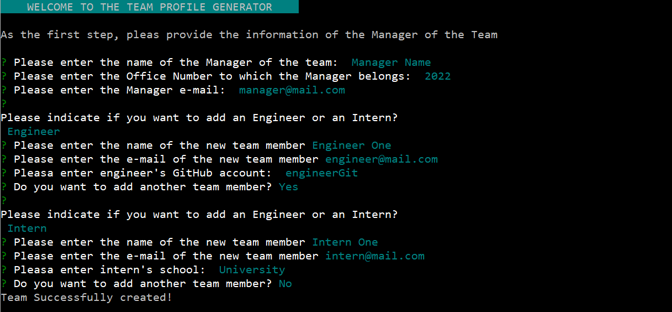 WELCOME TO THE TEAM PROFILE GENERATOR
As the first step, pleas provide the information of the Manager of the Team
? Please enter the name of the Manager of the team:  Manager Name
? Please enter the Office Number to which the Manager belongs:  2022
? Please enter the Manager e-mail:  manager@mail.com
?
Please indicate if you want to add an Engineer or an Intern?
Engineer
? Please enter the name of the new team member Engineer One
? Please enter the e-mail of the new team member engineer@mail.com
? Pleasa enter engineer's GitHub account:  engineerGit
? Do you want to add another team member? Yes
?
Please indicate if you want to add an Engineer or an Intern?
Intern
? Please enter the name of the new team member Intern One
? Please enter the e-mail of the new team member intern@mail.com
? Pleasa enter intern's school:  University
? Do you want to add another team member? No
Team Successfully created!